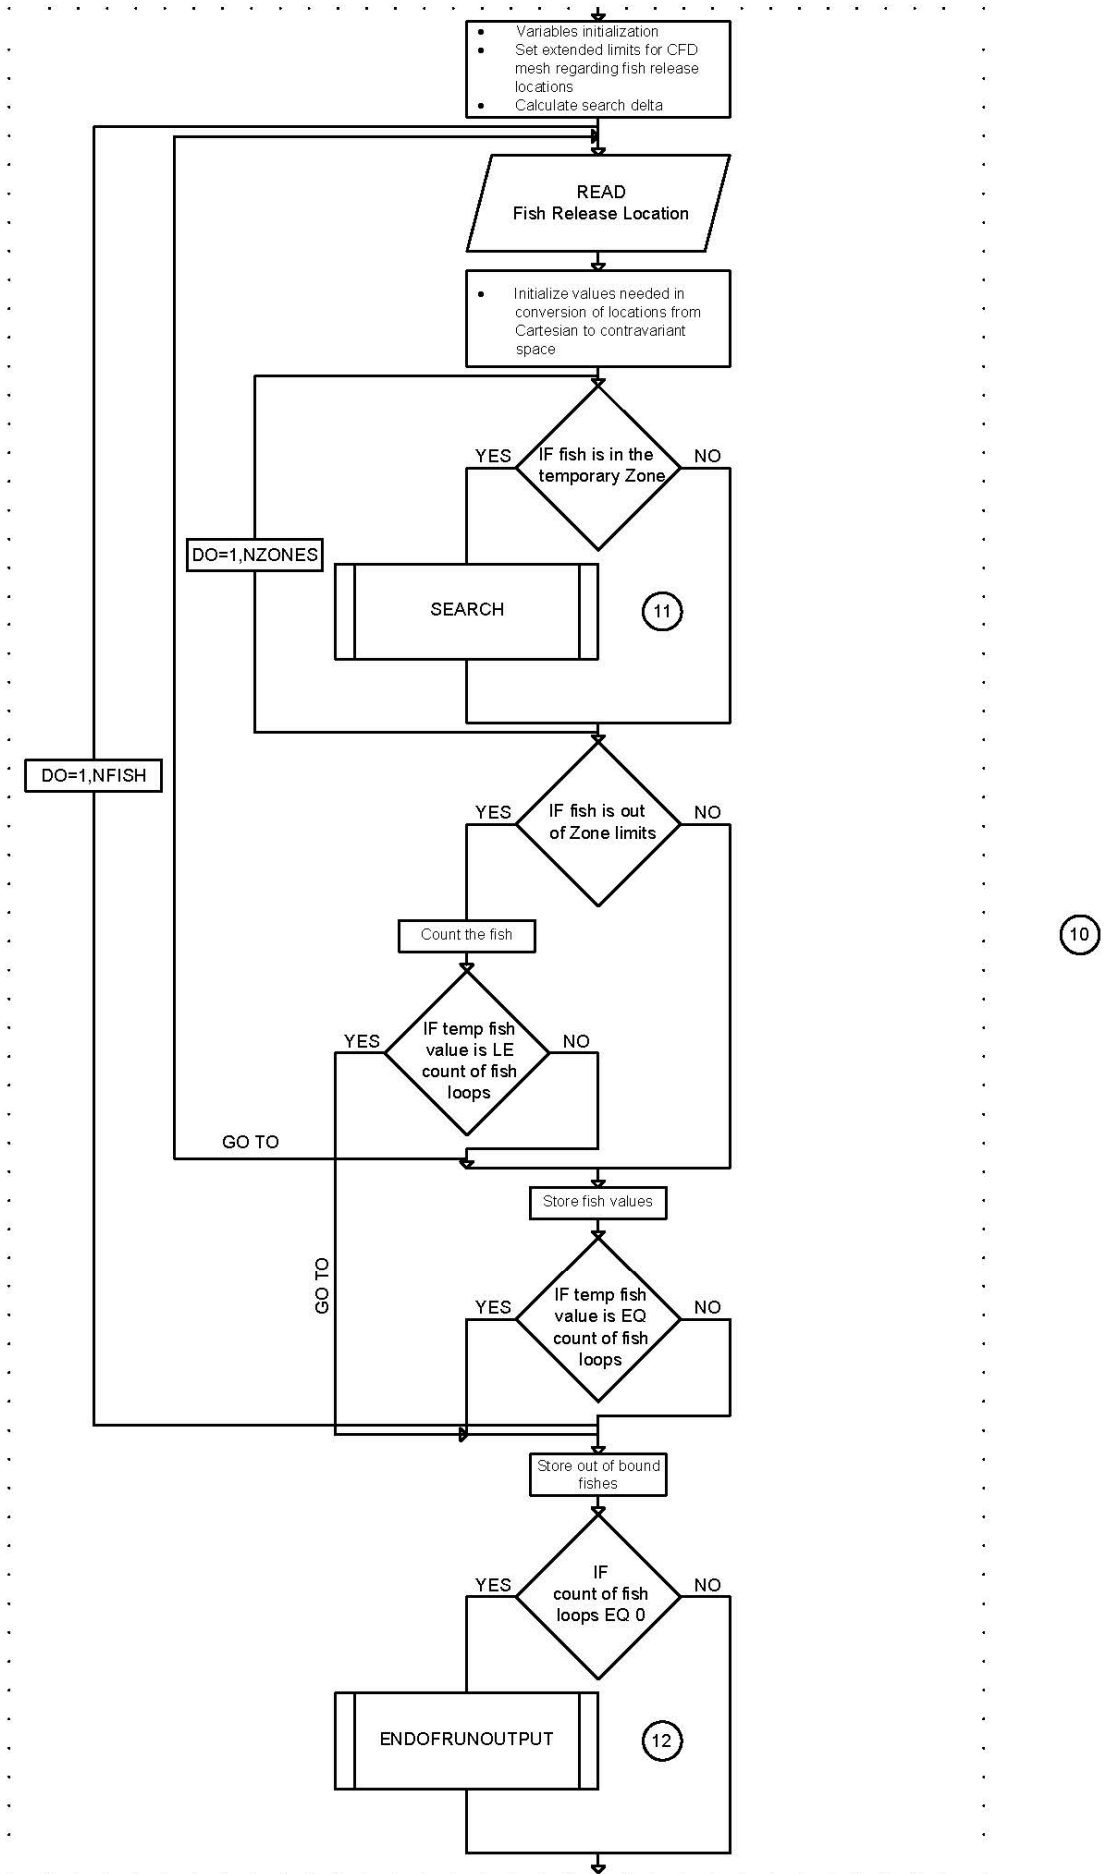 Variables initialization
Set extended limits for CFD
mesh regarding fish release
locations
Calculate search delta
READ
Fish Release Location
Initialize values needed in
conversion of locations from
Cartesian to contravariant
space
YES
IF fish is in the
temporary Zone
NO
DO=1,NZONES
SEARCH
11
DO=1,NFISH
YES
IF fish is out
of Zone limits
NO
Count the fish
10
YES
IF temp fish
value is LE
count of fish
loops
NO
GO TO
Store fish values
GO TO
YES
IF temp fish
value is EQ
count of fish
loops
NO
Store out of bound
fishes
YES
IF
count of fish
loops EQ 0
NO
ENDOFRUNOUTPUT
12